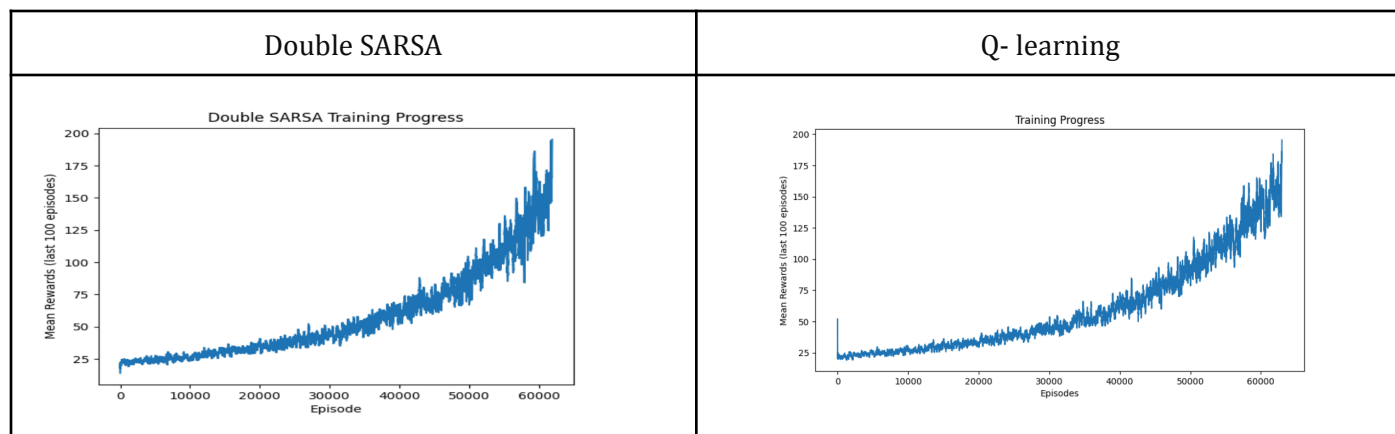 Double SARSA
Q- learning
Double SARSA Training Progress
200
175
150
125
100
75
50
25
Mean Rewards (last 100 episodes)
0 10000 20000 30000 40000 50000 60000
Episode
Training Progress
200
175
150
125
100
75
50
25
Mean Rewards (last 100 episodes)
0 10000 20000 30000 40000 50000 60000
Episodes